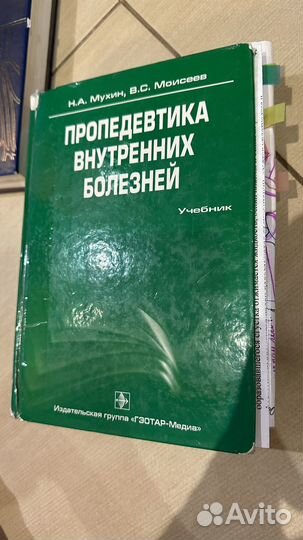 Н.А. Мухин, В.С. Моисеев
ПРОПЕДЕВТИКА
ВНУТРЕННИХ
БОЛЕЗНЕЙ
Учебник
Издательская группа «ГЭОТАР-Медиа»
Avito